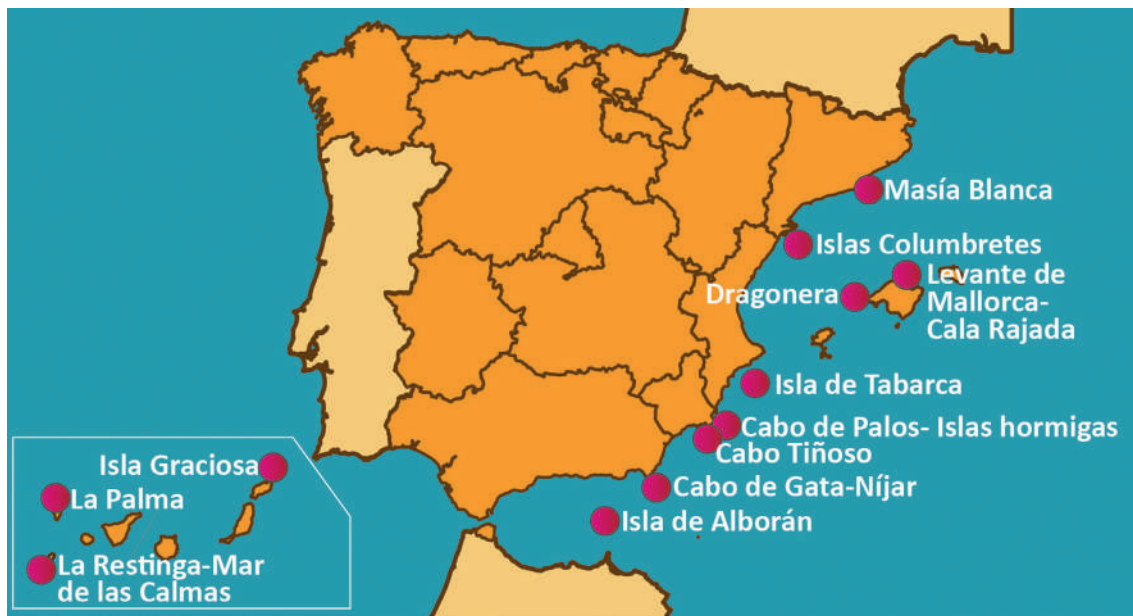 Masía Blanca
Islas Columbretes
Levante de
Mallorca-
Cala Rajada
Dragonera
Isla de Tabarca
Cabo de Palos- Islas hormigas
Cabo Tiñoso
Cabo de Gata-Níjar
Isla de Alborán
Isla Graciosa
La Palma
La Restinga-Mar
de las Calmas